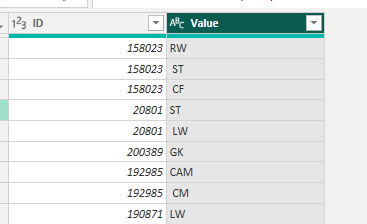 1²3 ID ABC Value
158023 RW
158023 ST
158023 CF
20801 ST
20801 LW
200389 GK
192985 CAM
192985 CM
190871 LW